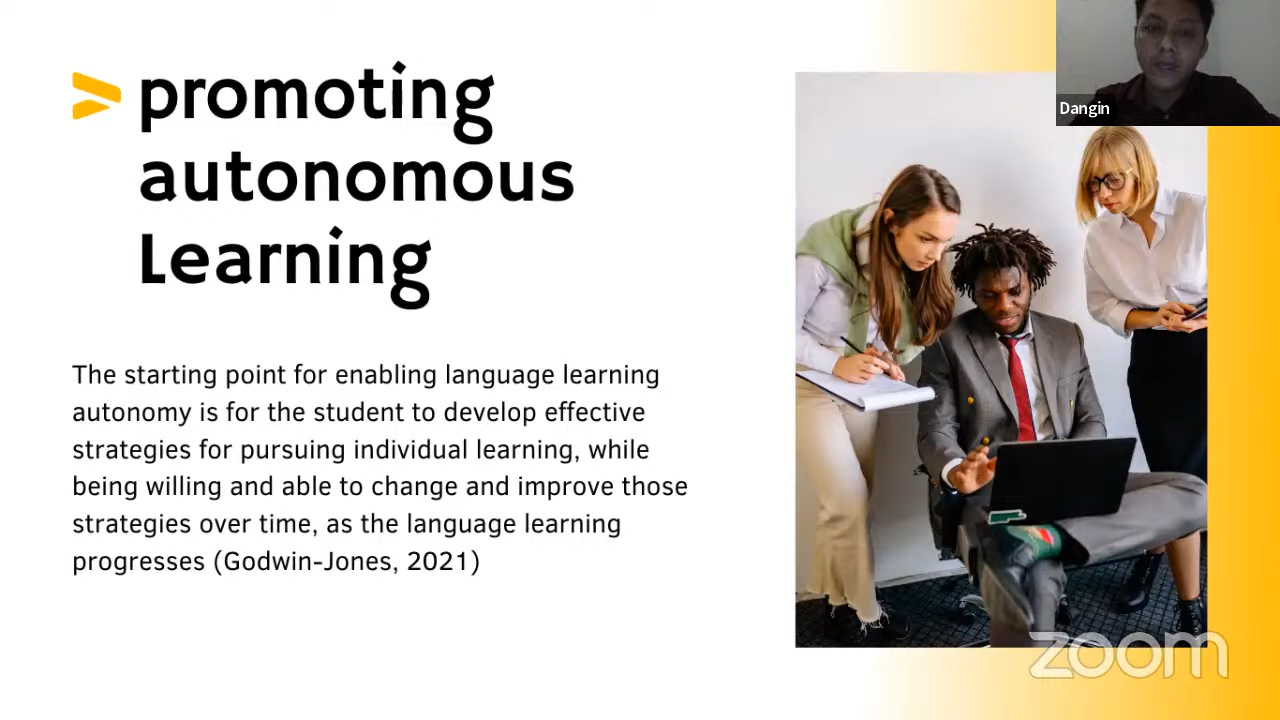 promoting
autonomous
Learning
The starting point for enabling language learning
autonomy is for the student to develop effective
strategies for pursuing individual learning, while
being willing and able to change and improve those
strategies over time, as the language learning
progresses (Godwin-Jones, 2021)
Dangin
zoom